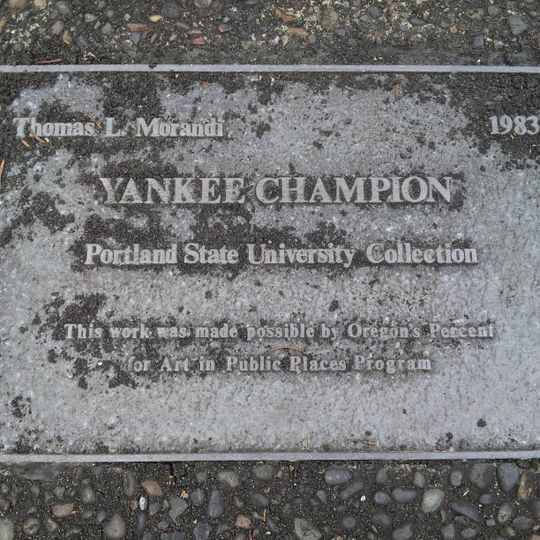 Thomas L. Morandi 1983
YANKEE CHAMPION
Portland State University Collection
This work was made possible by Oregon's Percent
for Art in Public Places Program